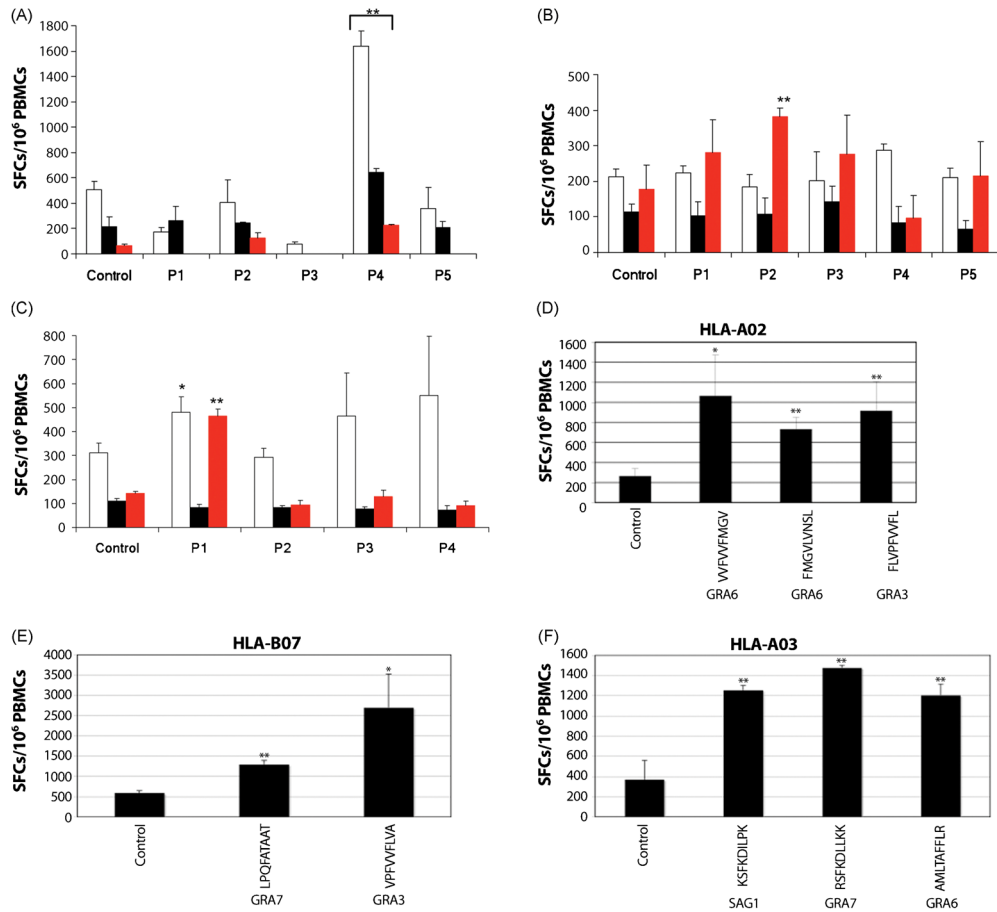 (A)
**
SFCs/10⁶ PBMCs
1800
1600
1400
1200
1000
800
600
400
200
0
Control P1 P2 P3 P4 P5
(B)
**
SFCs/10⁶ PBMCs
500
400
300
200
100
0
Control P1 P2 P3 P4 P5
(C)
* **
SFCs/10⁶ PBMCs
800
700
600
500
400
300
200
100
0
Control P1 P2 P3 P4
(D)
HLA-A02
* ** **
SFCs/10⁶ PBMCs
1600
1400
1200
1000
800
600
400
200
0
Control VVFVVFMGV FMGVLVNSL FLVPFVVFL
GRA6 GRA6 GRA3
(E)
HLA-B07
** *
SFCs/10⁶ PBMCs
4000
3500
3000
2500
2000
1500
1000
500
0
Control LPQFATAAT VPFVVFLVA
GRA7 GRA3
(F)
HLA-A03
** ** **
SFCs/10⁶ PBMCs
1600
1400
1200
1000
800
600
400
200
0
Control KSFKDILPK RSFKDLLKK AMLTAFFLR
SAG1 GRA7 GRA6